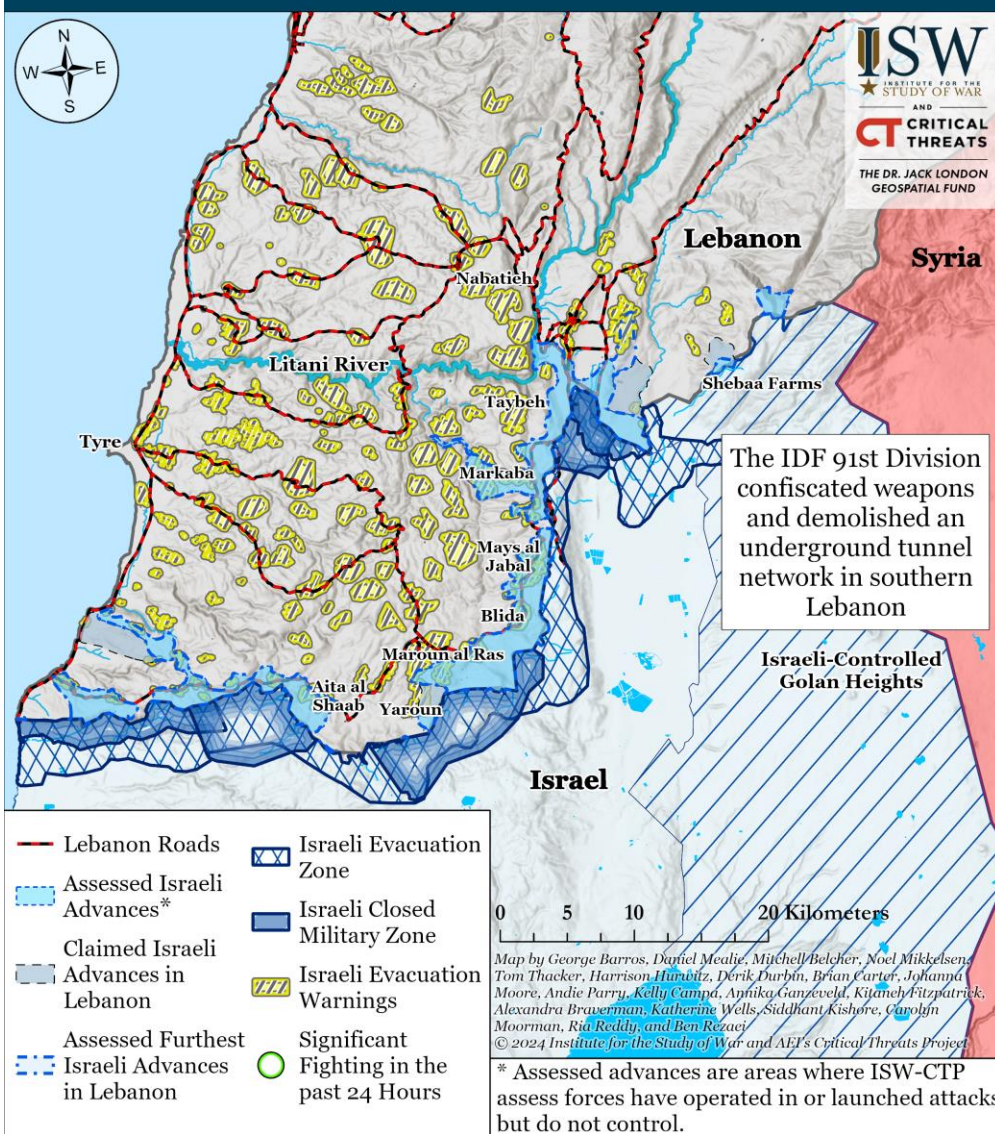 N
W E
S
ISW
INSTITUTE FOR THE
STUDY OF WAR
AND
CT CRITICAL
THREATS
THE DR. JACK LONDON
GEOSPATIAL FUND
Lebanon
Syria
Nabatieh
Litani River
Shebaa Farms
Taybeh
Tyre
Markaba
The IDF 91st Division
confiscated weapons
and demolished an
underground tunnel
network in southern
Lebanon
Mays al
Jabal
Blida
Maroun al Ras
Israeli-Controlled
Golan Heights
Aita al
Shaab
Yaroun
Israel
Lebanon Roads
Assessed Israeli
Advances*
Claimed Israeli
Advances in
Lebanon
Assessed Furthest
Israeli Advances
in Lebanon
Israeli Evacuation
Zone
Israeli Closed
Military Zone
Israeli Evacuation
Warnings
Significant
Fighting in the
past 24 Hours
0 5 10 20 Kilometers
Map by George Barros, Daniel Mealie, Mitchell Belcher, Noel Mikkelsen,
Tom Thacker, Harrison Hurwitz, Derik Durbin, Brian Carter, Johanna
Moore, Andie Parry, Kelly Campa, Annika Ganzeveld, Kitaneh Fitzpatrick,
Alexandra Braverman, Katherine Wells, Siddhant Kishore, Carolyn
Moorman, Ria Reddy, and Ben Rezaei
© 2024 Institute for the Study of War and AEI's Critical Threats Project
* Assessed advances are areas where ISW-CTP
assess forces have operated in or launched attacks
but do not control.